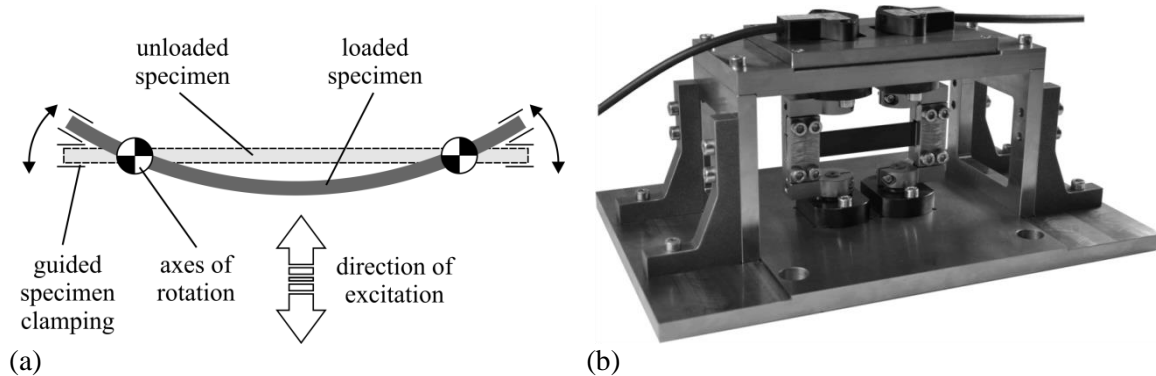 unloaded
specimen
loaded
specimen
guided
specimen
clamping
axes of
rotation
direction of
excitation
(a)
(b)